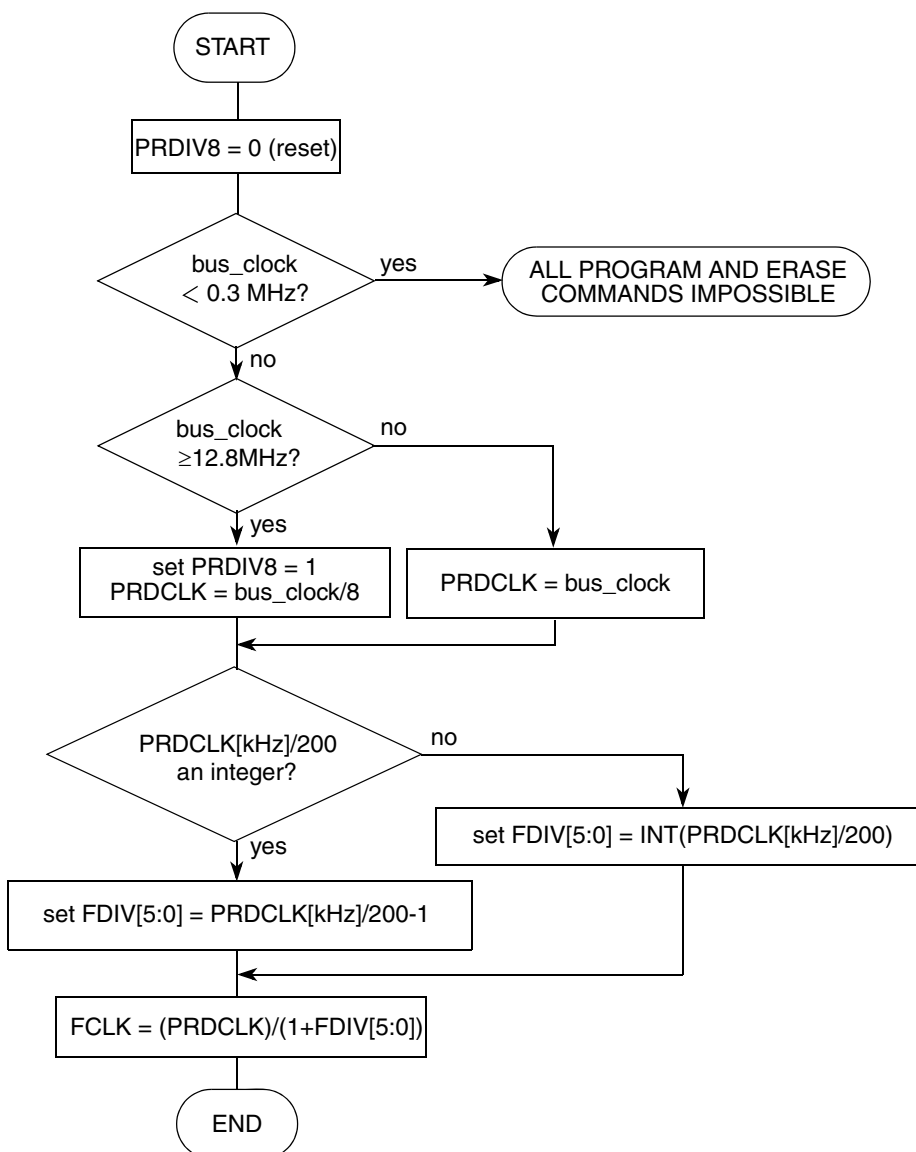 START
PRDIV8 = 0 (reset)
bus_clock
< 0.3 MHz?
yes
ALL PROGRAM AND ERASE
COMMANDS IMPOSSIBLE
no
bus_clock
≥12.8MHz?
no
yes
set PRDIV8 = 1
PRDCLK = bus_clock/8
PRDCLK = bus_clock
PRDCLK[kHz]/200
an integer?
no
set FDIV[5:0] = INT(PRDCLK[kHz]/200)
yes
set FDIV[5:0] = PRDCLK[kHz]/200-1
FCLK = (PRDCLK)/(1+FDIV[5:0])
END